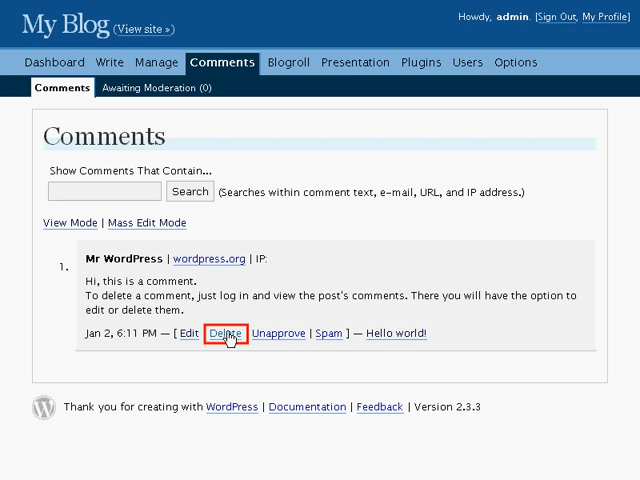 My Blog (View site »)
Howdy, admin. [Sign Out, My Profile]
Dashboard Write Manage Comments Blogroll Presentation Plugins Users Options
Comments Awaiting Moderation (0)
Comments
Show Comments That Contain...
Search (Searches within comment text, e-mail, URL, and IP address.)
View Mode | Mass Edit Mode
1. Mr WordPress | wordpress.org | IP:
Hi, this is a comment.
To delete a comment, just log in and view the post's comments. There you will have the option to
edit or delete them.
Jan 2, 6:11 PM — [ Edit Delete Unapprove | Spam ] — Hello world!
Thank you for creating with WordPress | Documentation | Feedback | Version 2.3.3